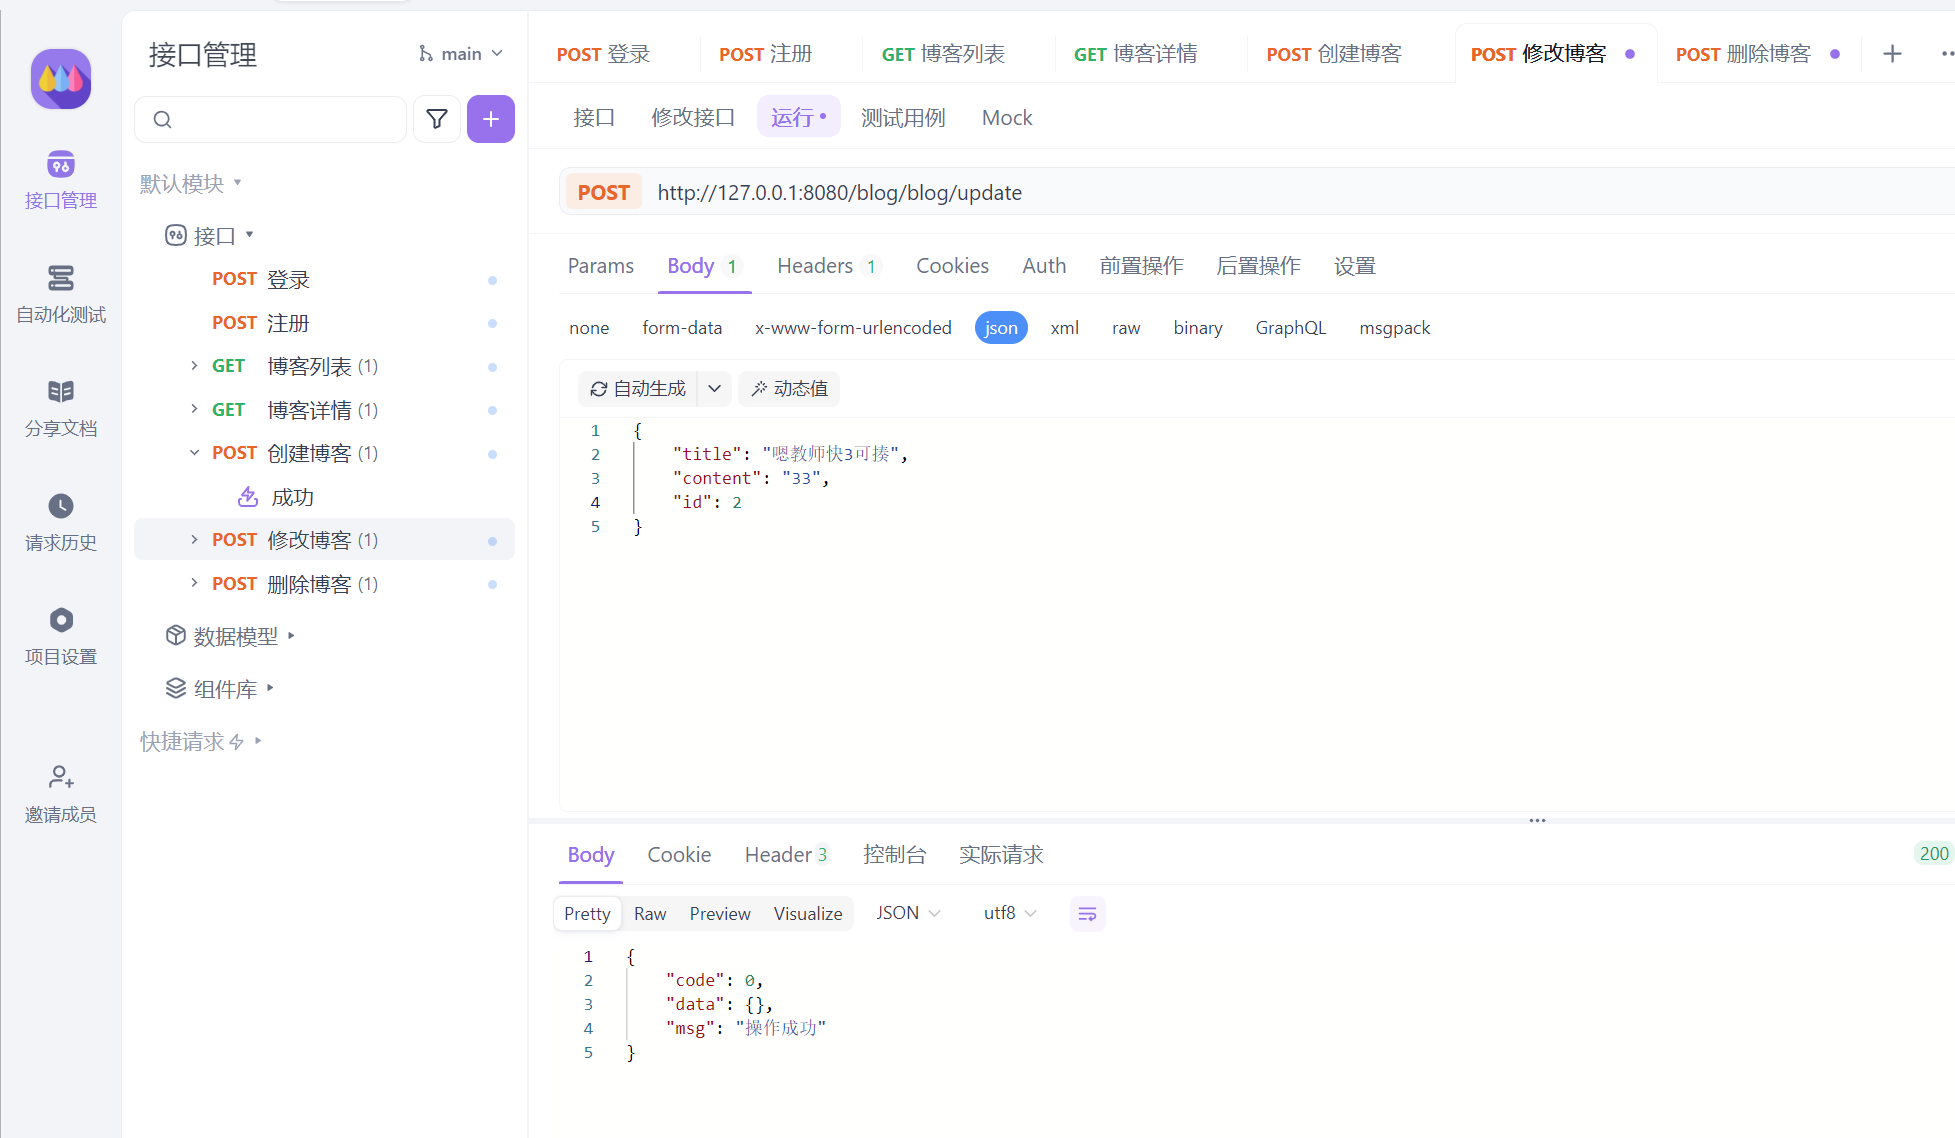 接口管理
自动化测试
分享文档
请求历史
项目设置
邀请成员
接口管理
main
默认模块
接口
POST 登录
POST 注册
GET 博客列表 (1)
GET 博客详情 (1)
POST 创建博客 (1)
成功
POST 修改博客 (1)
POST 删除博客 (1)
数据模型
组件库
快捷请求
POST 登录 POST 注册 GET 博客列表 GET 博客详情 POST 创建博客 POST 修改博客 POST 删除博客
接口 修改接口 运行 测试用例 Mock
POST http://127.0.0.1:8080/blog/blog/update
Params Body 1 Headers 1 Cookies Auth 前置操作 后置操作 设置
none form-data x-www-form-urlencoded json xml raw binary GraphQL msgpack
自动生成 动态值
1 {
2 "title": "嗯教师快3可揍",
3 "content": "33",
4 "id": 2
5 }
Body Cookie Header 3 控制台 实际请求 200
Pretty Raw Preview Visualize JSON utf8
1 {
2 "code": 0,
3 "data": {},
4 "msg": "操作成功"
5 }